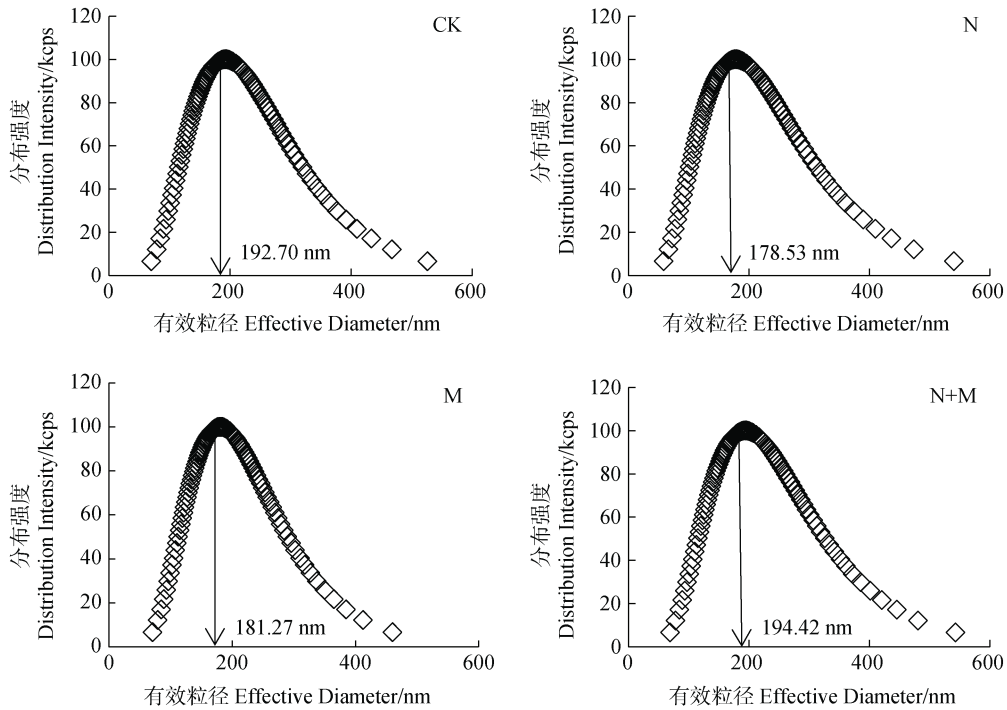 CK
分布强度
Distribution Intensity/kcps
120
100
80
60
40
20
0
192.70 nm
0 200 400 600
有效粒径 Effective Diameter/nm
N
分布强度
Distribution Intensity/kcps
120
100
80
60
40
20
0
178.53 nm
0 200 400 600
有效粒径 Effective Diameter/nm
M
分布强度
Distribution Intensity/kcps
120
100
80
60
40
20
0
181.27 nm
0 200 400 600
有效粒径 Effective Diameter/nm
N+M
分布强度
Distribution Intensity/kcps
120
100
80
60
40
20
0
194.42 nm
0 200 400 600
有效粒径 Effective Diameter/nm